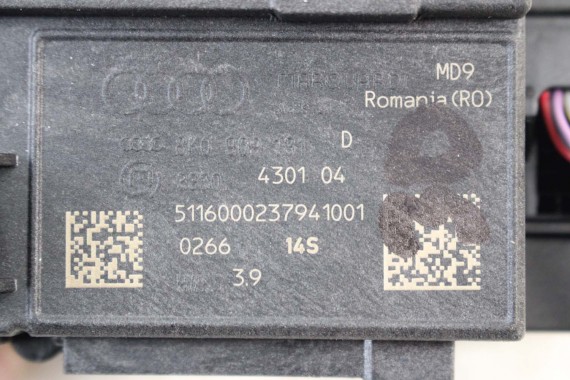 MD9
Romania(RO)
D
4301 04
5116000237941001
0266 14S
3.9